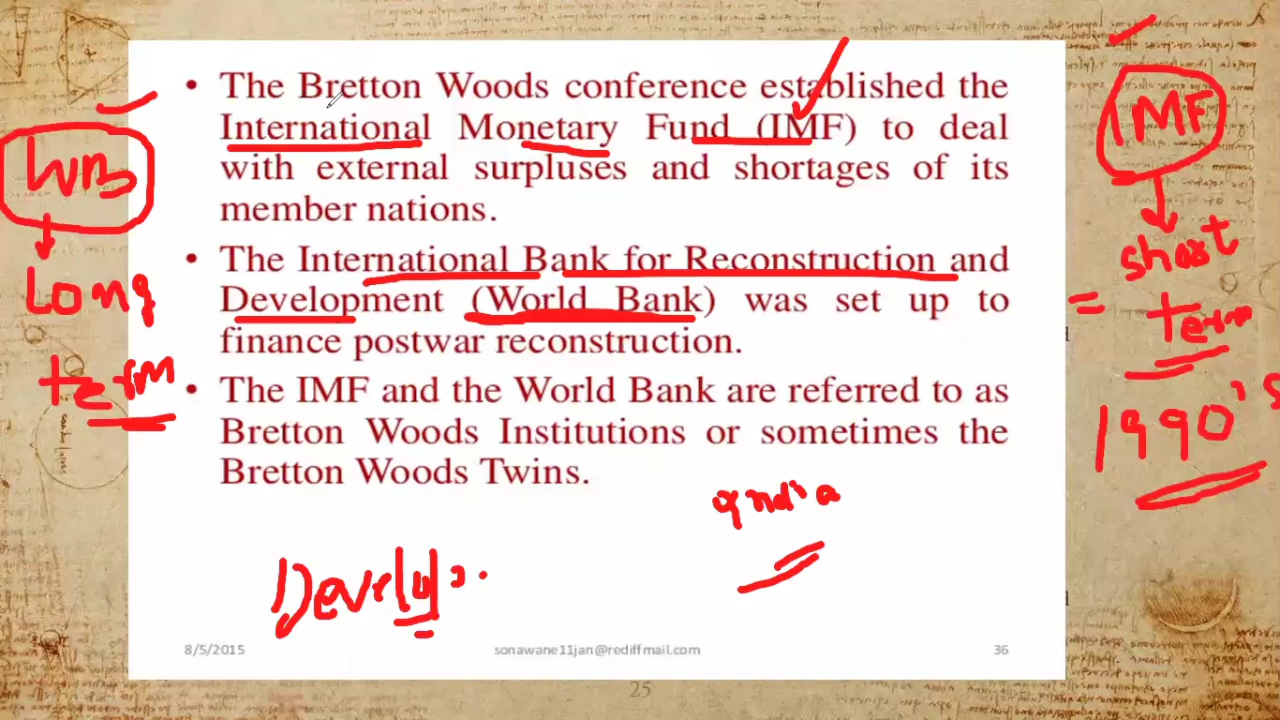 • The Bretton Woods conference established the
International Monetary Fund (IMF) to deal
with external surpluses and shortages of its
member nations.
• The International Bank for Reconstruction and
Development (World Bank) was set up to
finance postwar reconstruction.
• The IMF and the World Bank are referred to as
Bretton Woods Institutions or sometimes the
Bretton Woods Twins.
WB
Long
term
IMF
short
term
1990's
India
8/5/2015
sonawane11jan@rediffmail.com
36
25